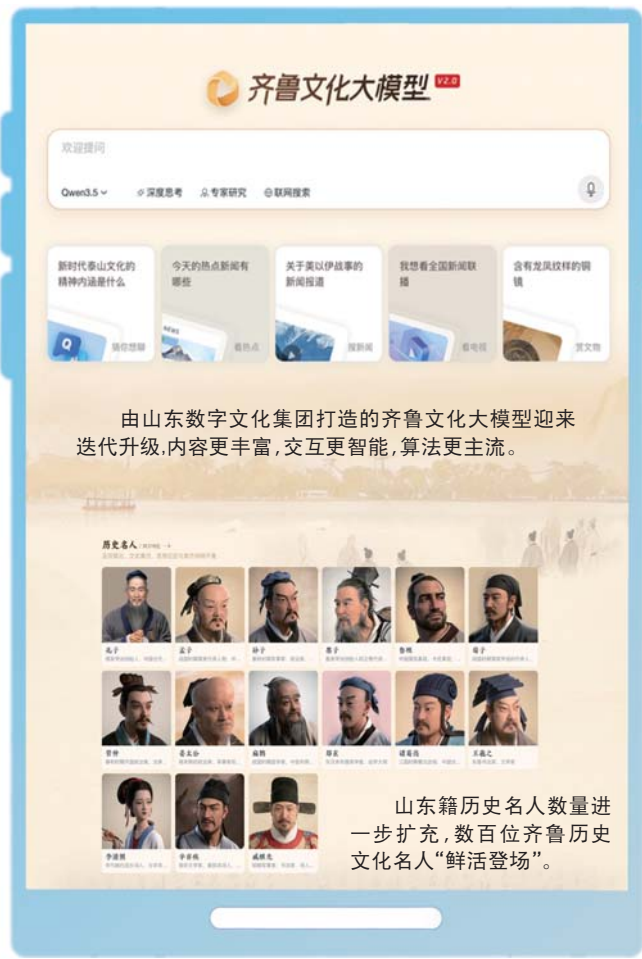 齐鲁文化大模型 V2.0
欢迎提问
Qwen3.5 深度思考 专家研究 联网搜索
新时代泰山文化的
精神内涵是什么
猜你想聊
今天的热点新闻有
哪些
NEWS
看热点
关于美以伊战事的
新闻报道
搜新闻
我想看全国新闻联
播
看电视
含有龙凤纹样的铜
镜
赏文物
由山东数字文化集团打造的齐鲁文化大模型迎来
迭代升级,内容更丰富,交互更智能,算法更主流。
历史名人
孔子
孟子
孙子
墨子
鲁班
荀子
管仲
姜太公
扁鹊
郑玄
诸葛亮
王羲之
李清照
辛弃疾
戚继光
山东籍历史名人数量进
一步扩充,数百位齐鲁历史
文化名人“鲜活登场”。